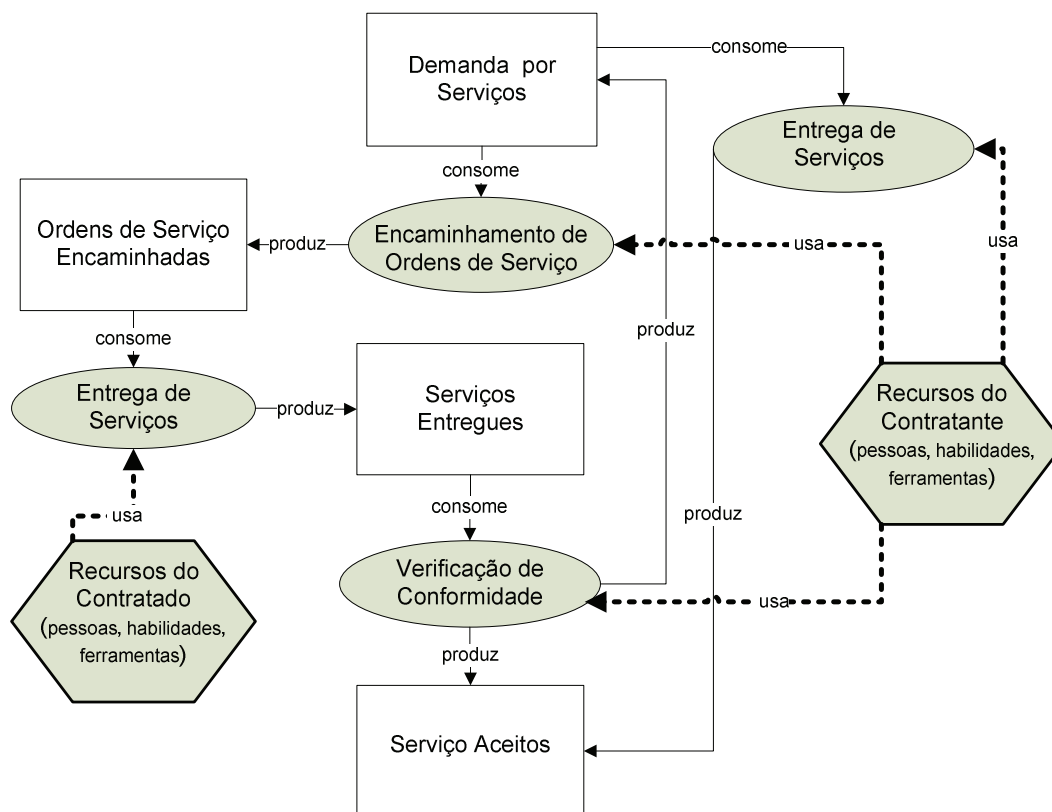 Demanda por
Serviços
consome
Entrega de
Serviços
consome
Ordens de Serviço
Encaminhadas
produz
Encaminhamento de
Ordens de Serviço
usa
usa
consome
produz
Entrega de
Serviços
produz
Serviços
Entregues
Recursos do
Contratante
(pessoas, habilidades,
ferramentas)
consome
produz
usa
Recursos do
Contratado
(pessoas, habilidades,
ferramentas)
Verificação de
Conformidade
usa
produz
Serviço Aceitos